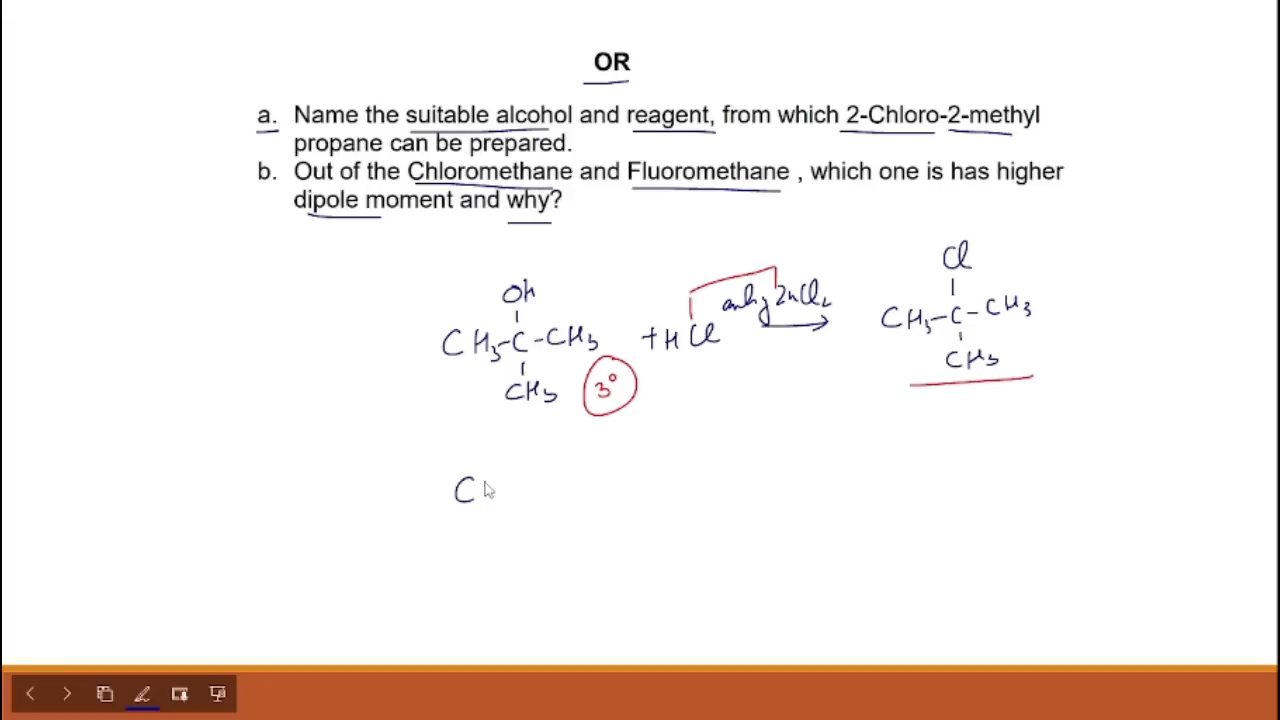 OR
a. Name the suitable alcohol and reagent, from which 2-Chloro-2-methyl
propane can be prepared.
b. Out of the Chloromethane and Fluoromethane , which one is has higher
dipole moment and why?
Cl
OH
anhy ZnCl2
CH3-C-CH3 + HCl
CH3-C-CH3
CH3
CH3 3°
C